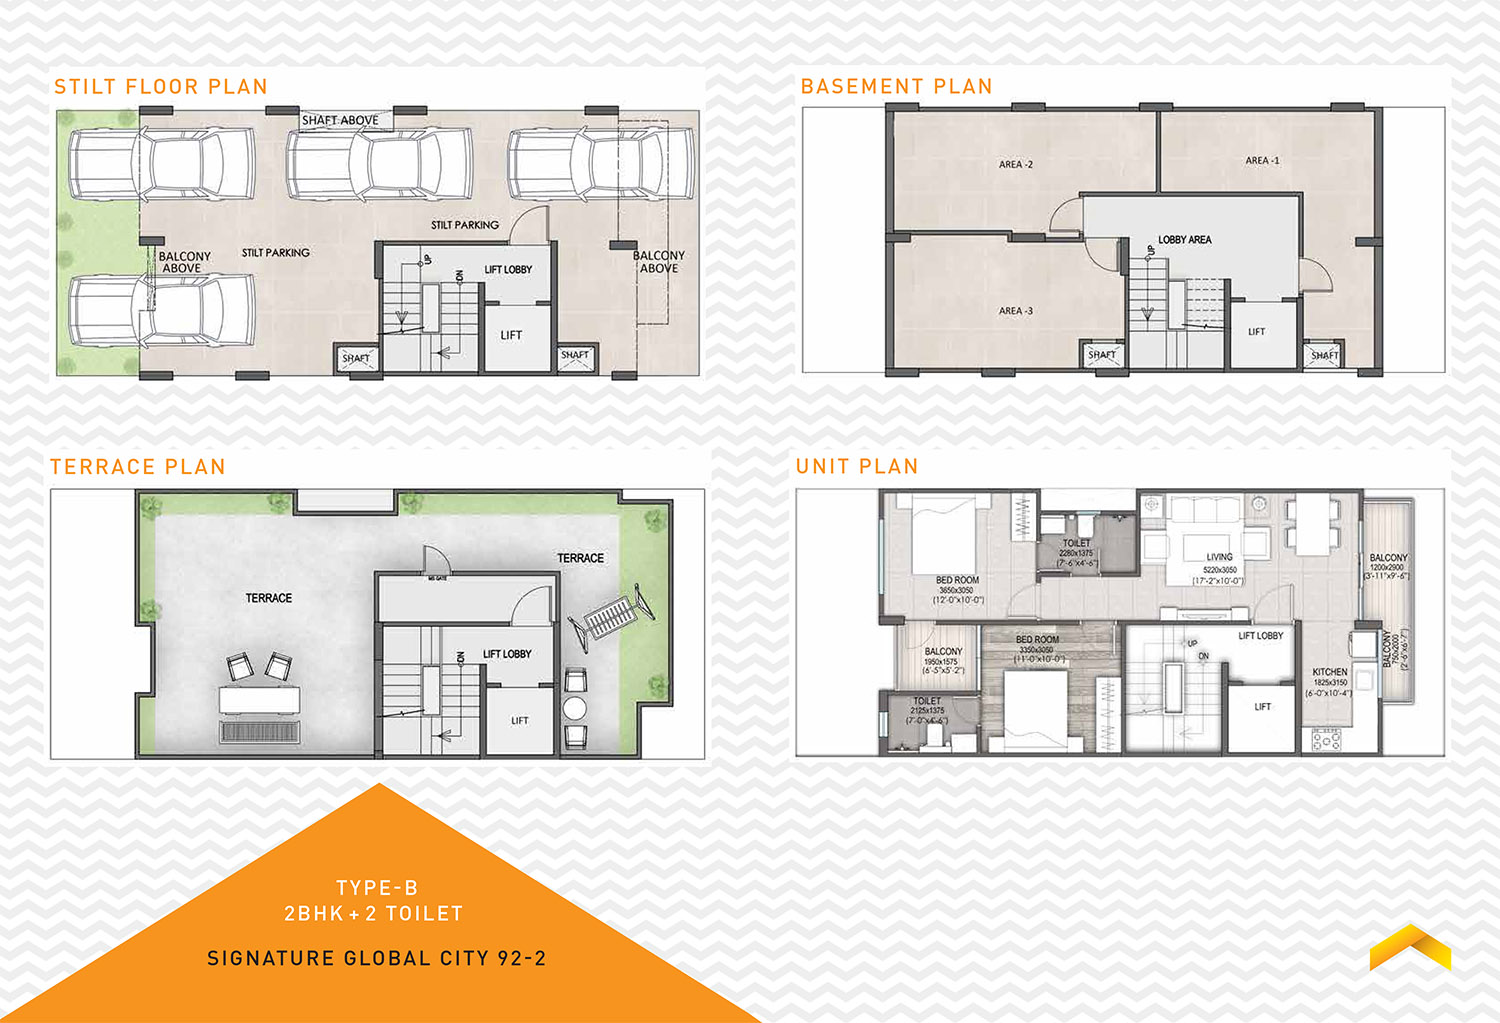 STILT FLOOR PLAN
SHAFT ABOVE
STILT PARKING
BALCONY
ABOVE
STILT PARKING
BALCONY
ABOVE
UP
DN
LIFT LOBBY
LIFT
SHAFT
SHAFT
BASEMENT PLAN
AREA -2
AREA -1
LOBBY AREA
UP
AREA -3
LIFT
SHAFT
SHAFT
TERRACE PLAN
TERRACE
MS GATE
TERRACE
LIFT LOBBY
DN
LIFT
UNIT PLAN
TOILET
2280x1375
(7'-6"x4'-6")
LIVING
5220x3050
(17'-2"x10'-0")
BALCONY
1200x2900
(3'-11"x9'-6")
BED ROOM
3650x3050
(12'-0"x10'-0")
BED ROOM
3350x3050
(11'-0"x10'-0")
BALCONY
1950x1575
(6'-5"x5'-2")
UP
DN
LIFT LOBBY
BALCONY
750x2000
(2'-6"x6'-7")
KITCHEN
1825x3150
(6'-0"x10'-4")
TOILET
2125x1375
(7'-0"x4'-6")
LIFT
TYPE-B
2BHK + 2 TOILET
SIGNATURE GLOBAL CITY 92-2